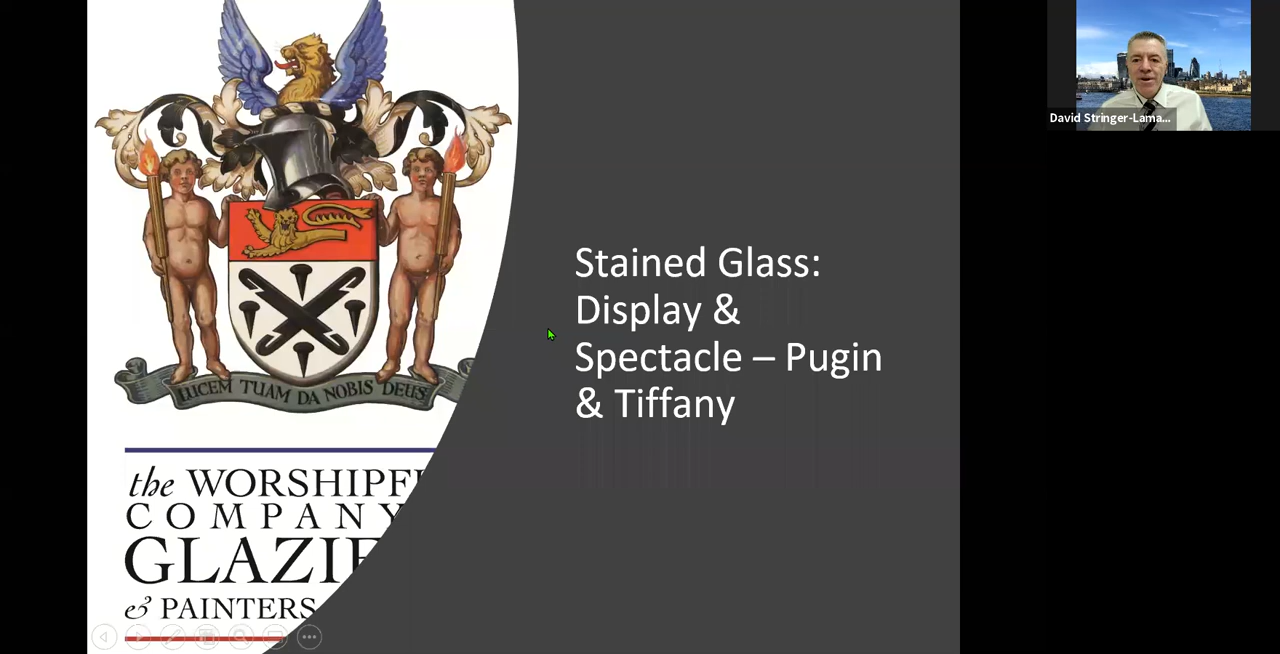 LUCEM TUAM DA NOBIS DEUS
the WORSHIPF
COMPANY
GLAZIE
& PAINTERS
Stained Glass:
Display &
Spectacle – Pugin
& Tiffany
David Stringer-Lama...